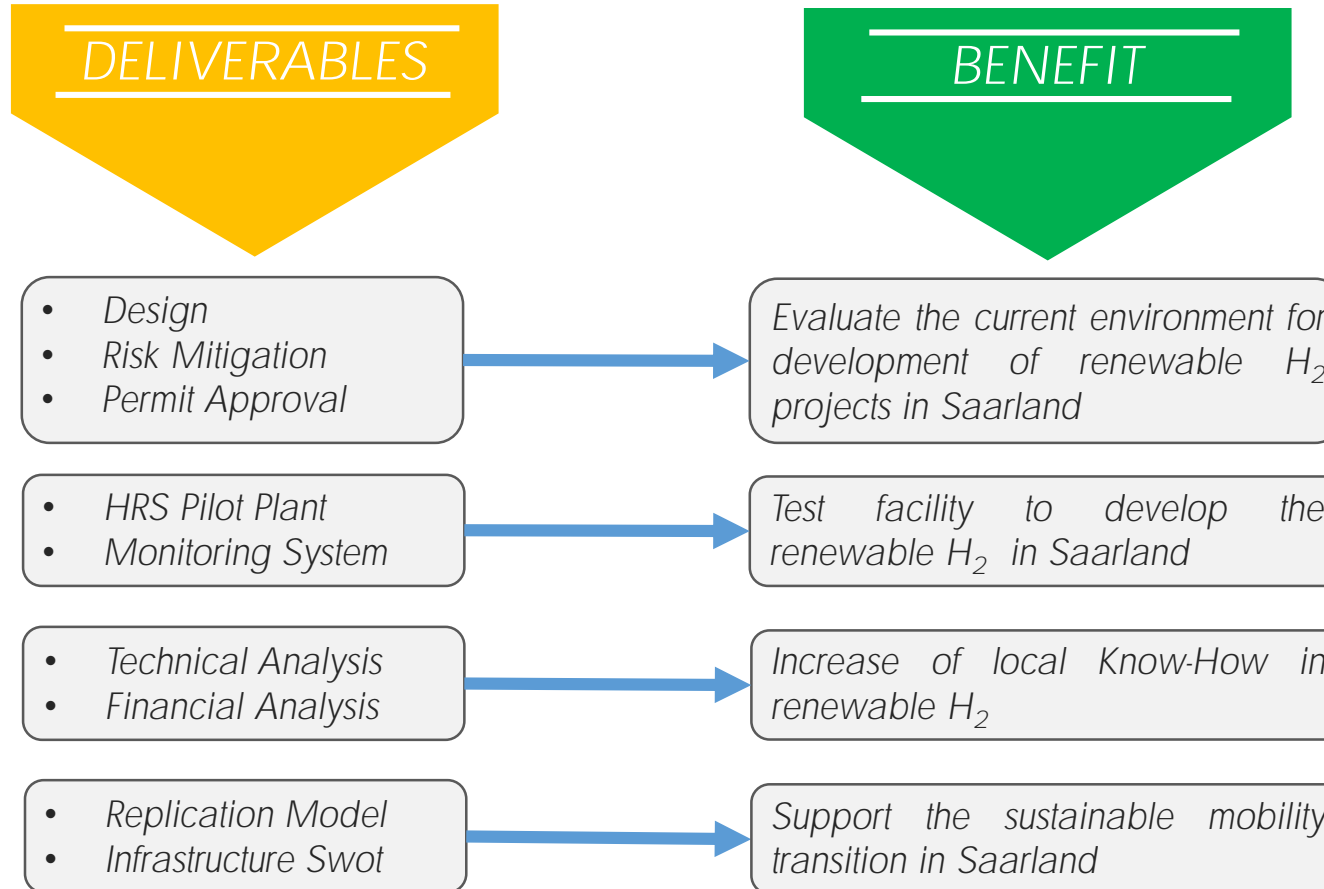 DELIVERABLES
BENEFIT
• Design
• Risk Mitigation
• Permit Approval
Evaluate the current environment for
development of renewable H₂
projects in Saarland
• HRS Pilot Plant
• Monitoring System
Test facility to develop the
renewable H₂ in Saarland
• Technical Analysis
• Financial Analysis
Increase of local Know-How in
renewable H₂
• Replication Model
• Infrastructure Swot
Support the sustainable mobility
transition in Saarland